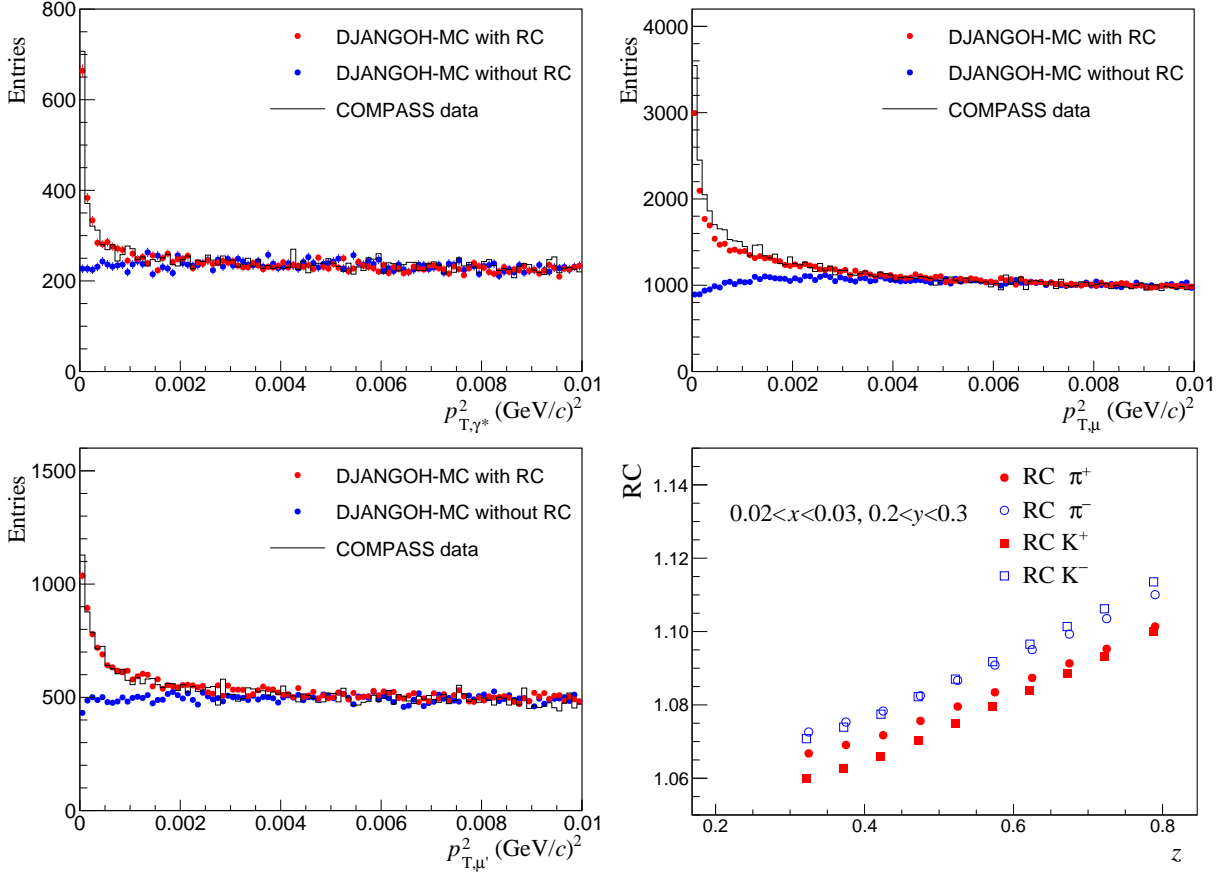 Entries
800
600
400
200
0
DJANGOH-MC with RC
DJANGOH-MC without RC
COMPASS data
0 0.002 0.004 0.006 0.008 0.01
p²T,γ* (GeV/c)²
Entries
4000
3000
2000
1000
0
DJANGOH-MC with RC
DJANGOH-MC without RC
COMPASS data
0 0.002 0.004 0.006 0.008 0.01
p²T,μ (GeV/c)²
Entries
1500
1000
500
0
DJANGOH-MC with RC
DJANGOH-MC without RC
COMPASS data
0 0.002 0.004 0.006 0.008 0.01
p²T,μ' (GeV/c)²
RC
1.14
1.12
1.10
1.08
1.06
RC π⁺
RC π⁻
RC K⁺
RC K⁻
0.02<x<0.03, 0.2<y<0.3
0.2 0.4 0.6 0.8
z